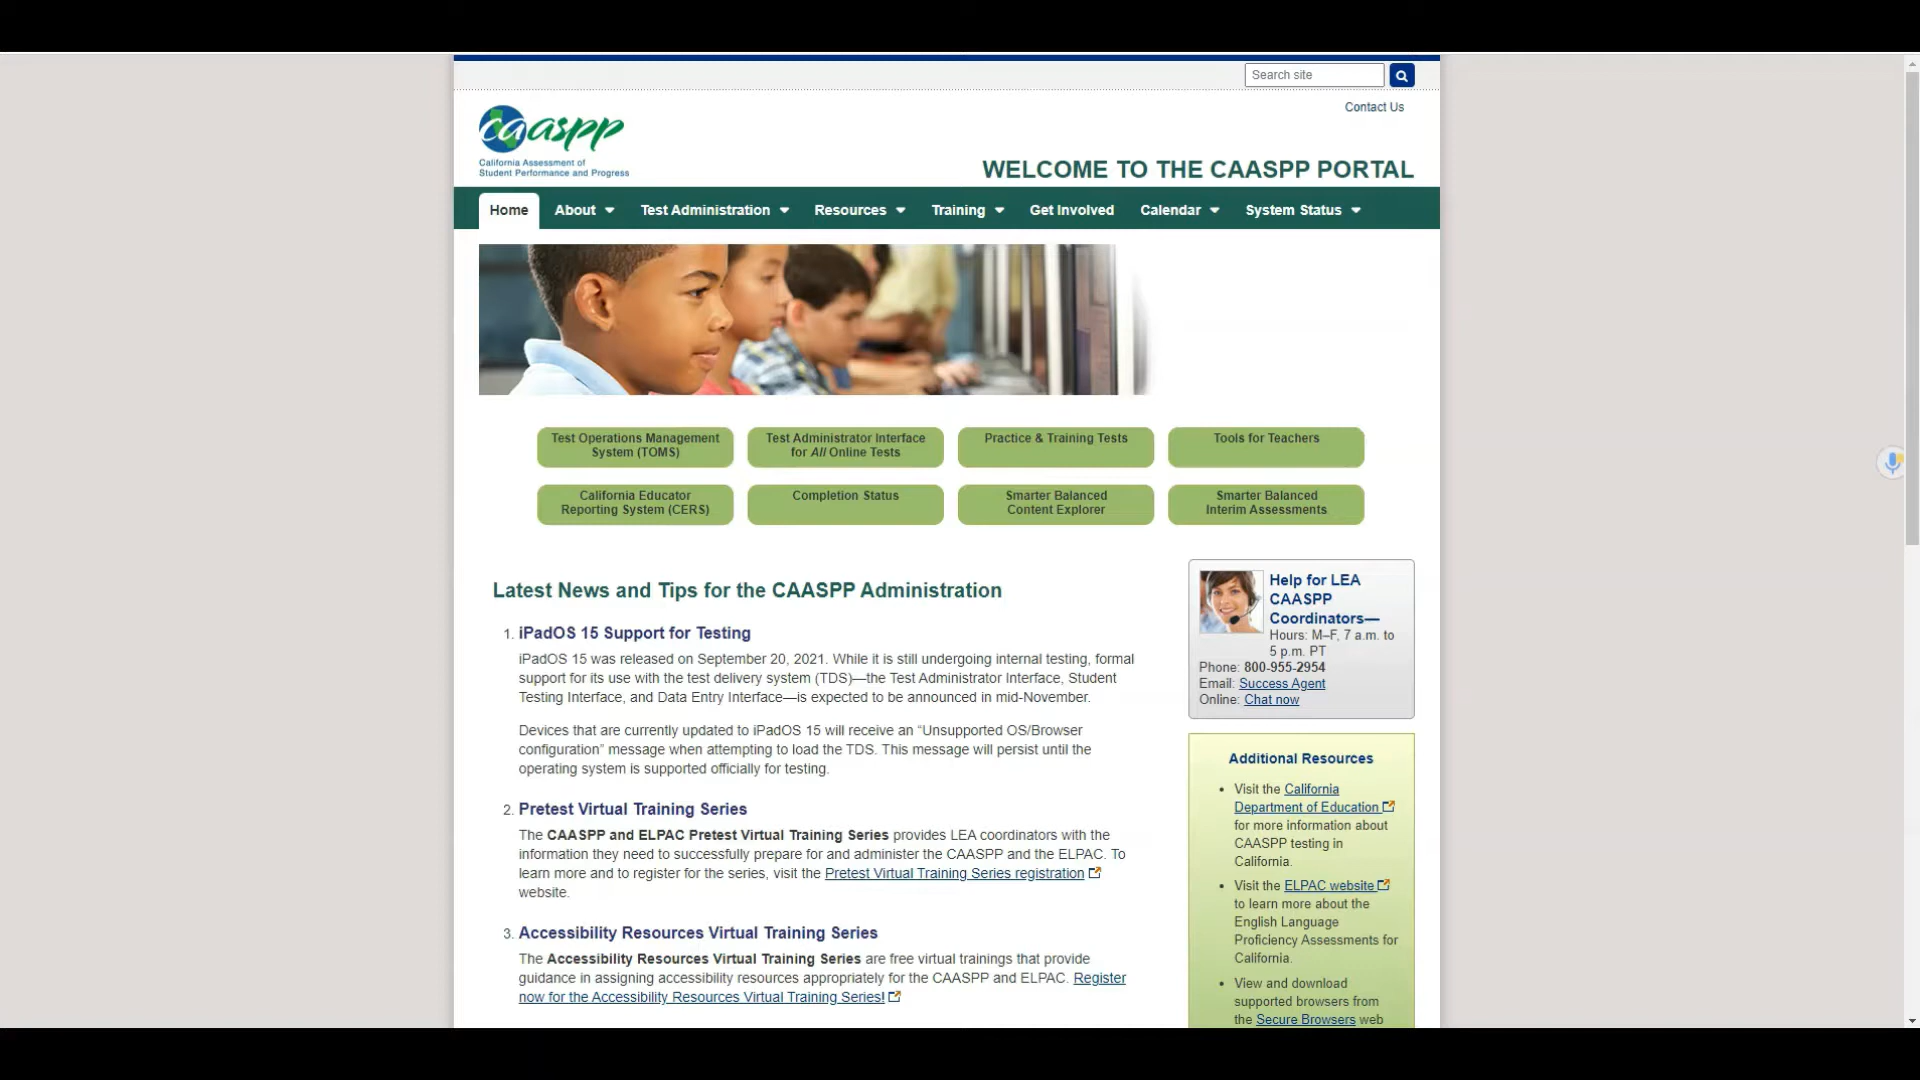 Search site
Contact Us
caaspp
California Assessment of
Student Performance and Progress
WELCOME TO THE CAASPP PORTAL
Home About Test Administration Resources Training Get Involved Calendar System Status
Test Operations Management
System (TOMS)
Test Administrator Interface
for All Online Tests
Practice & Training Tests
Tools for Teachers
California Educator
Reporting System (CERS)
Completion Status
Smarter Balanced
Content Explorer
Smarter Balanced
Interim Assessments
Latest News and Tips for the CAASPP Administration
1. iPadOS 15 Support for Testing
iPadOS 15 was released on September 20, 2021. While it is still undergoing internal testing, formal
support for its use with the test delivery system (TDS)—the Test Administrator Interface, Student
Testing Interface, and Data Entry Interface—is expected to be announced in mid-November.
Devices that are currently updated to iPadOS 15 will receive an “Unsupported OS/Browser
configuration” message when attempting to load the TDS. This message will persist until the
operating system is supported officially for testing.
2. Pretest Virtual Training Series
The CAASPP and ELPAC Pretest Virtual Training Series provides LEA coordinators with the
information they need to successfully prepare for and administer the CAASPP and the ELPAC. To
learn more and to register for the series, visit the Pretest Virtual Training Series registration
website.
3. Accessibility Resources Virtual Training Series
The Accessibility Resources Virtual Training Series are free virtual trainings that provide
guidance in assigning accessibility resources appropriately for the CAASPP and ELPAC. Register
now for the Accessibility Resources Virtual Training Series!
Help for LEA
CAASPP
Coordinators—
Hours: M–F, 7 a.m. to
5 p.m. PT
Phone: 800-955-2954
Email: Success Agent
Online: Chat now
Additional Resources
• Visit the California
Department of Education
for more information about
CAASPP testing in
California.
• Visit the ELPAC website
to learn more about the
English Language
Proficiency Assessments for
California.
• View and download
supported browsers from
the Secure Browsers web